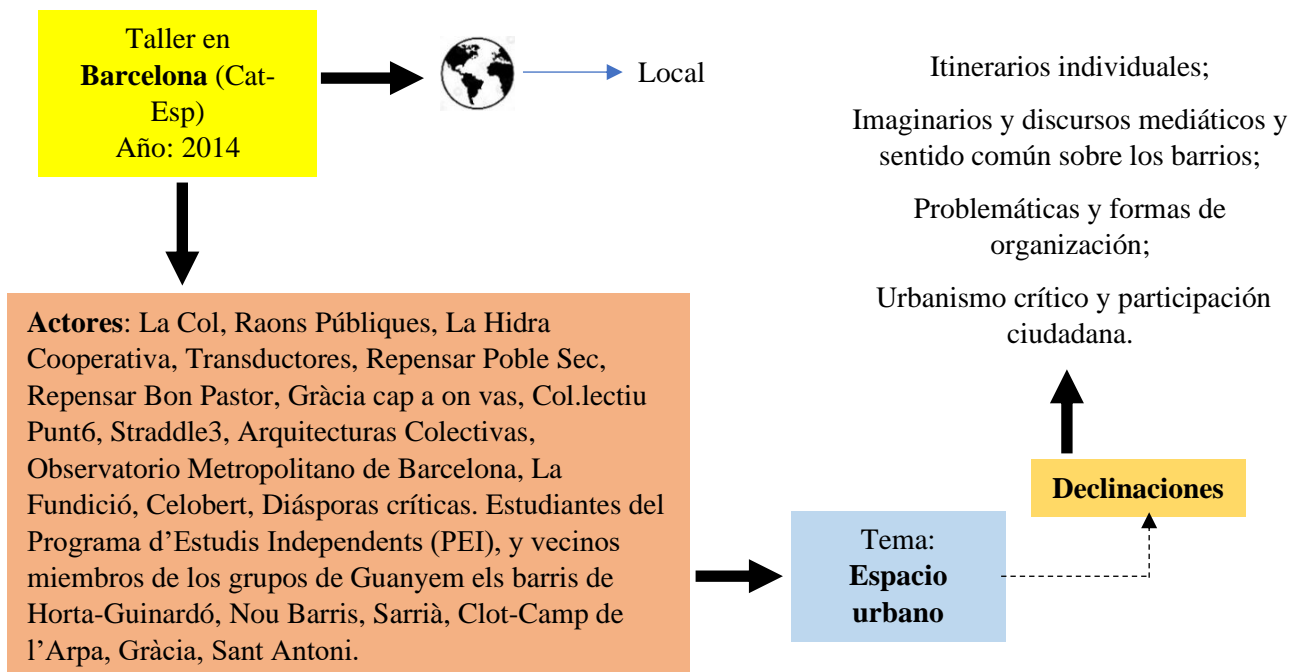 Taller en
Barcelona (Cat-
Esp)
Año: 2014
Local
Itinerarios individuales;
Imaginarios y discursos mediáticos y
sentido común sobre los barrios;
Problemáticas y formas de
organización;
Urbanismo crítico y participación
ciudadana.
Actores: La Col, Raons Públiques, La Hidra
Cooperativa, Transductores, Repensar Poble Sec,
Repensar Bon Pastor, Gràcia cap a on vas, Col.lectiu
Punt6, Straddle3, Arquitecturas Colectivas,
Observatorio Metropolitano de Barcelona, La
Fundició, Celobert, Diásporas críticas. Estudiantes del
Programa d’Estudis Independents (PEI), y vecinos
miembros de los grupos de Guanyem els barris de
Horta-Guinardó, Nou Barris, Sarrià, Clot-Camp de
l’Arpa, Gràcia, Sant Antoni.
Tema:
Espacio
urbano
Declinaciones